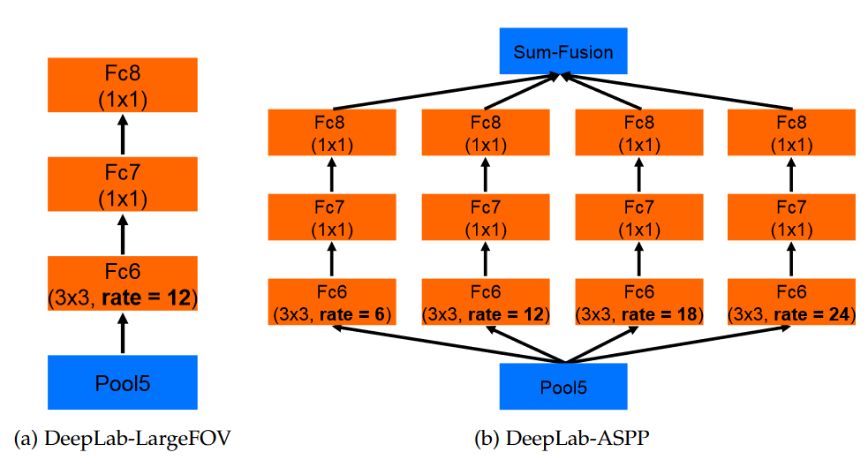 Fc8
(1x1)
Fc7
(1x1)
Fc6
(3x3, rate = 12)
Pool5
(a) DeepLab-LargeFOV
Sum-Fusion
Fc8
(1x1)
Fc8
(1x1)
Fc8
(1x1)
Fc8
(1x1)
Fc7
(1x1)
Fc7
(1x1)
Fc7
(1x1)
Fc7
(1x1)
Fc6
(3x3, rate = 6)
Fc6
(3x3, rate = 12)
Fc6
(3x3, rate = 18)
Fc6
(3x3, rate = 24)
Pool5
(b) DeepLab-ASPP